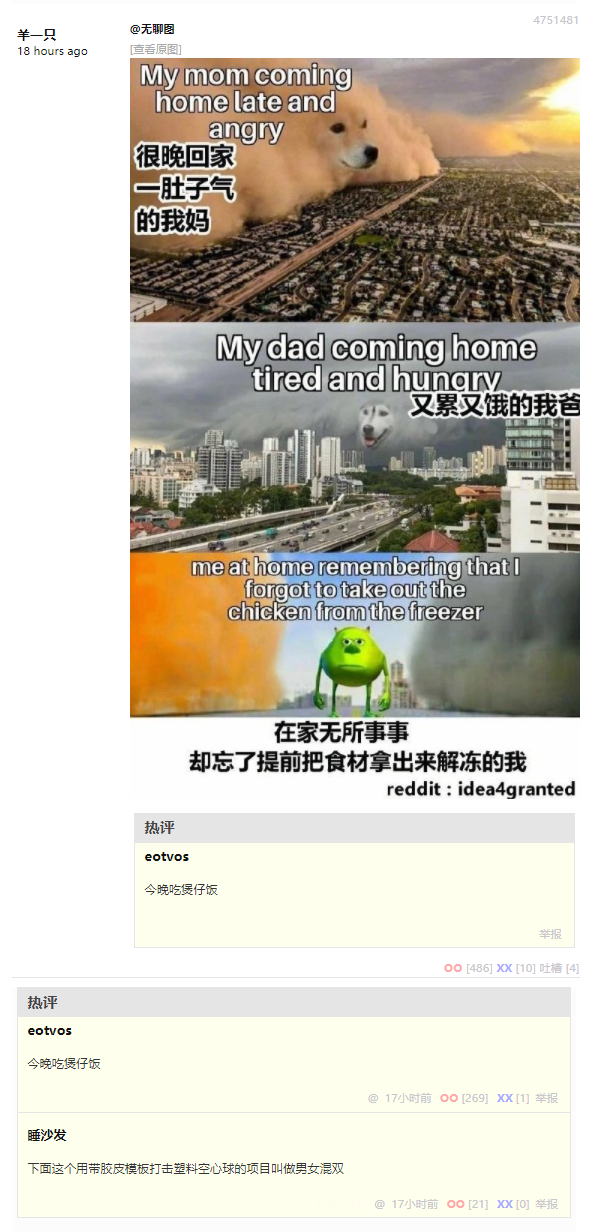 羊一只
18 hours ago
@无聊图
4751481
[查看原图]
My mom coming
home late and
angry
很晚回家
一肚子气
的我妈
My dad coming home
tired and hungry
又累又饿的我爸
me at home remembering that I
forgot to take out the
chicken from the freezer
在家无所事事
却忘了提前把食材拿出来解冻的我
reddit : idea4granted
热评
eotvos
今晚吃煲仔饭
举报
OO [486] XX [10] 吐槽 [4]
热评
eotvos
今晚吃煲仔饭
@ 17小时前 OO [269] XX [1] 举报
睡沙发
下面这个用带胶皮模板打击塑料空心球的项目叫做男女混双
@ 17小时前 OO [21] XX [0] 举报